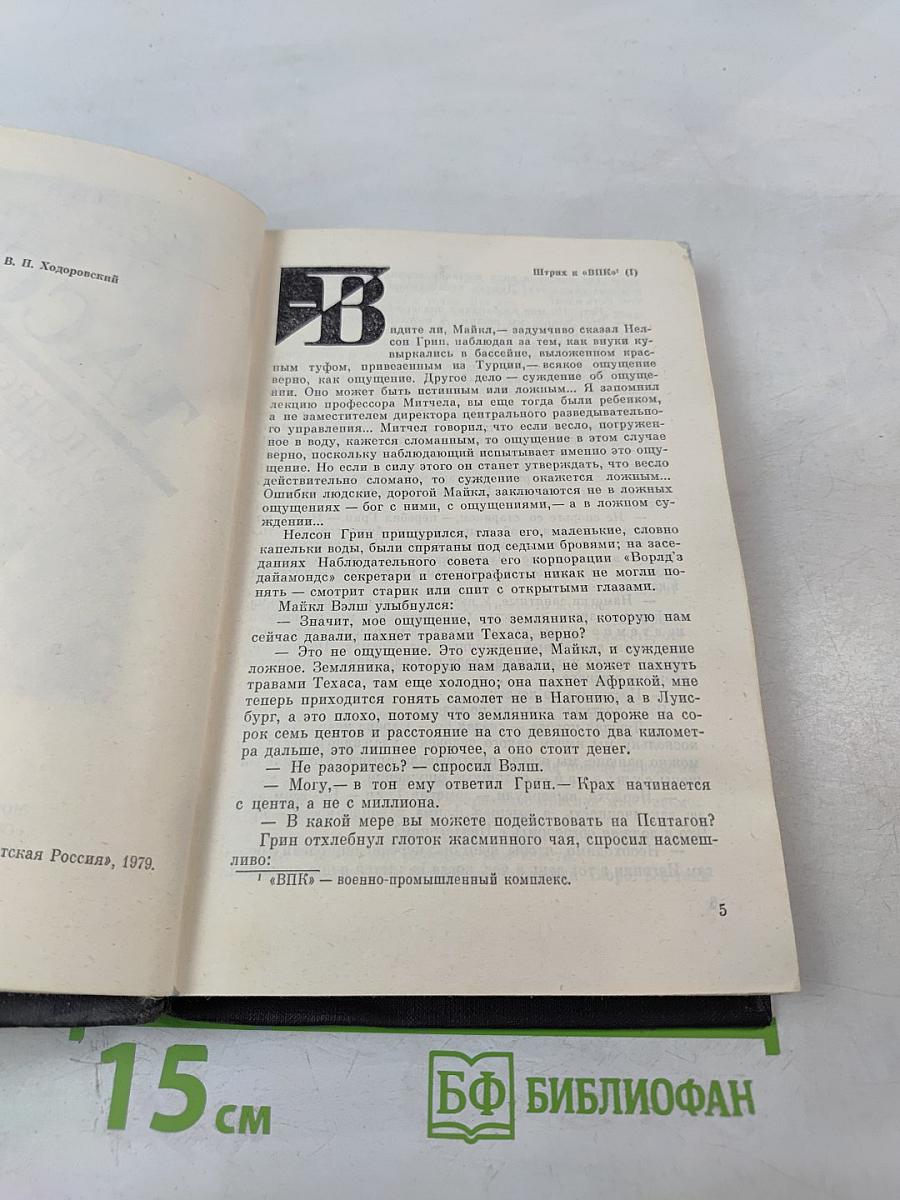 В. Н. Ходоровский
тская Россия», 1979.
Штрих к «ВПК»¹ (I)
—Видите ли, Майкл,— задумчиво сказал Нел-
сон Грин, наблюдая за тем, как внуки ку-
выркались в бассейне, выложенном крас-
ным туфом, привезенным из Турции,— всякое ощущение
верно, как ощущение. Другое дело — суждение об ощуще-
нии. Оно может быть истинным или ложным... Я запомнил
лекцию профессора Митчела, вы еще тогда были ребенком,
а не заместителем директора центрального разведывательно-
го управления... Митчел говорил, что если весло, погружен-
ное в воду, кажется сломанным, то ощущение в этом случае
верно, поскольку наблюдающий испытывает именно это ощу-
щение. Но если в силу этого он станет утверждать, что весло
действительно сломано, то суждение окажется ложным...
Ошибки людские, дорогой Майкл, заключаются не в ложных
ощущениях — бог с ними, с ощущениями,— а в ложном су-
ждении...
Нелсон Грин прищурился, глаза его, маленькие, словно
капельки воды, были спрятаны под седыми бровями; на засе-
даниях Наблюдательного совета его корпорации «Ворлд'з
дайамондс» секретари и стенографисты никак не могли по-
нять — смотрит старик или спит с открытыми глазами.
Майкл Вэлш улыбнулся:
— Значит, мое ощущение, что земляника, которую нам
сейчас давали, пахнет травами Техаса, верно?
— Это не ощущение. Это суждение, Майкл, и суждение
ложное. Земляника, которую нам давали, не может пахнуть
травами Техаса, там еще холодно; она пахнет Африкой, мне
теперь приходится гонять самолет не в Нагонию, а в Луис-
бург, а это плохо, потому что земляника там дороже на со-
рок семь центов и расстояние на сто девяносто два километ-
ра дальше, это лишнее горючее, а оно стоит денег.
— Не разоритесь? — спросил Вэлш.
— Могу,— в тон ему ответил Грин.— Крах начинается
с цента, а не с миллиона.
— В какой мере вы можете подействовать на Пентагон?
Грин отхлебнул глоток жасминного чая, спросил насмеш-
ливо:
¹ «ВПК» — военно-промышленный комплекс.
5
15 см
БФ БИБЛИОФАН